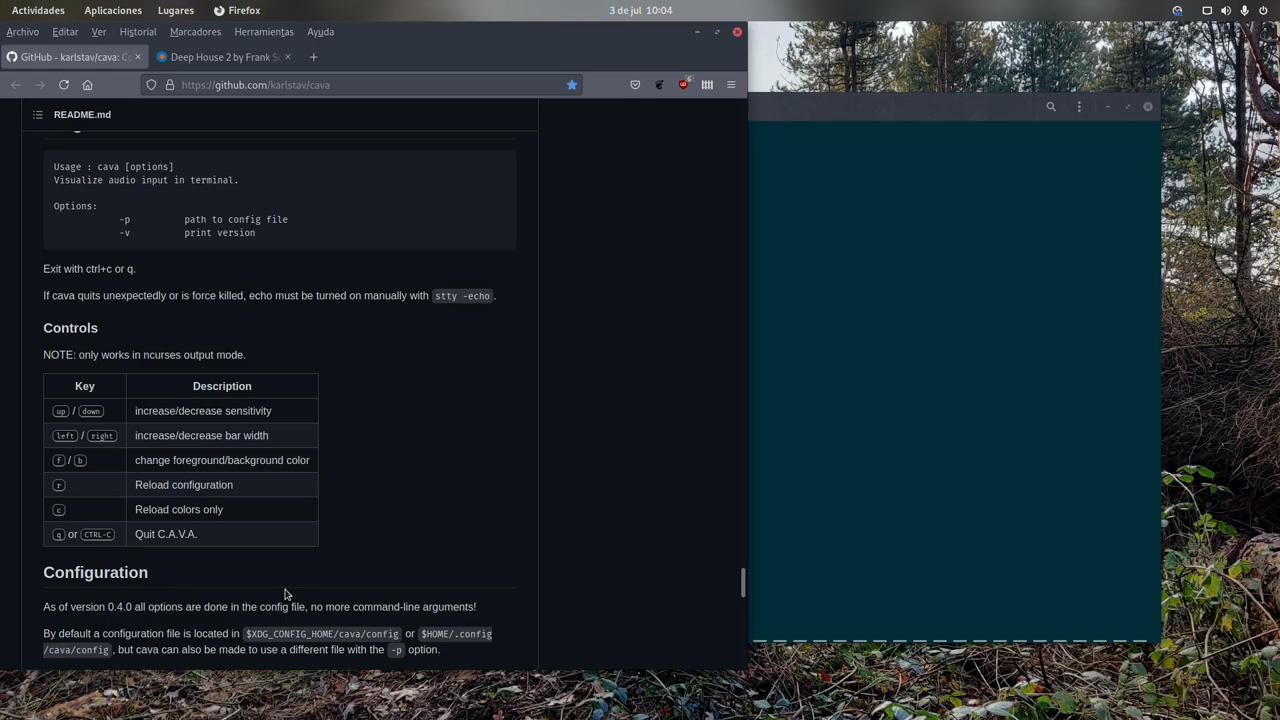 Actividades Aplicaciones Lugares Firefox 3 de jul 10:04
Archivo Editar Ver Historial Marcadores Herramientas Ayuda
GitHub - karlstav/cava: Co Deep House 2 by Frank S
https://github.com/karlstav/cava 6
README.md
Usage : cava [options]
Visualize audio input in terminal.
Options:
-p path to config file
-v print version
Exit with ctrl+c or q.
If cava quits unexpectedly or is force killed, echo must be turned on manually with stty -echo .
Controls
NOTE: only works in ncurses output mode.
Key Description
up / down increase/decrease sensitivity
left / right increase/decrease bar width
f / b change foreground/background color
r Reload configuration
c Reload colors only
q or CTRL-C Quit C.A.V.A.
Configuration
As of version 0.4.0 all options are done in the config file, no more command-line arguments!
By default a configuration file is located in $XDG_CONFIG_HOME/cava/config or $HOME/.config
/cava/config , but cava can also be made to use a different file with the -p option.